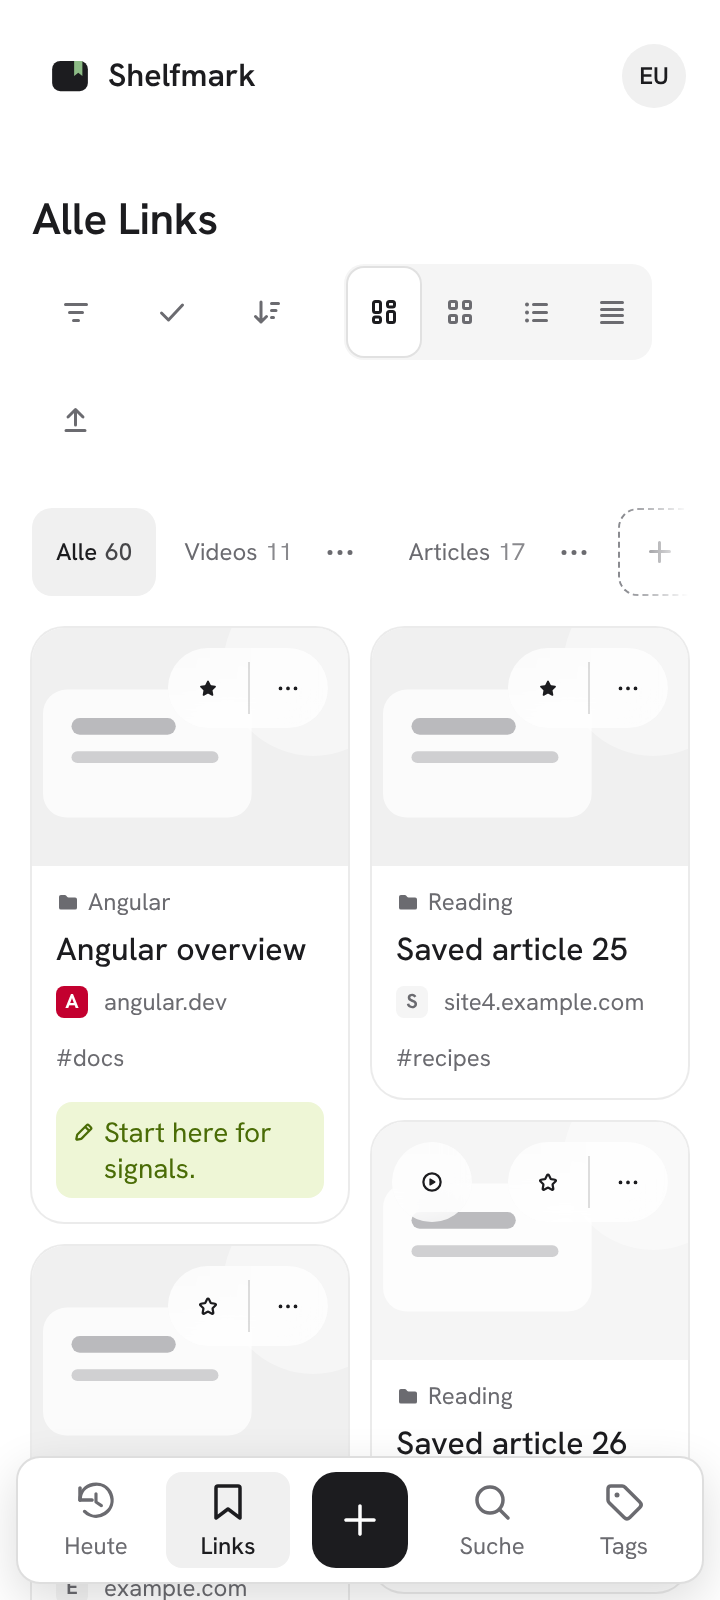 Shelfmark
EU
Alle Links
Alle 60
Videos 11
Articles 17
Angular
Angular overview
A angular.dev
#docs
Start here for
signals.
Reading
Saved article 25
S site4.example.com
#recipes
Reading
Saved article 26
E example.com
Heute
Links
Suche
Tags